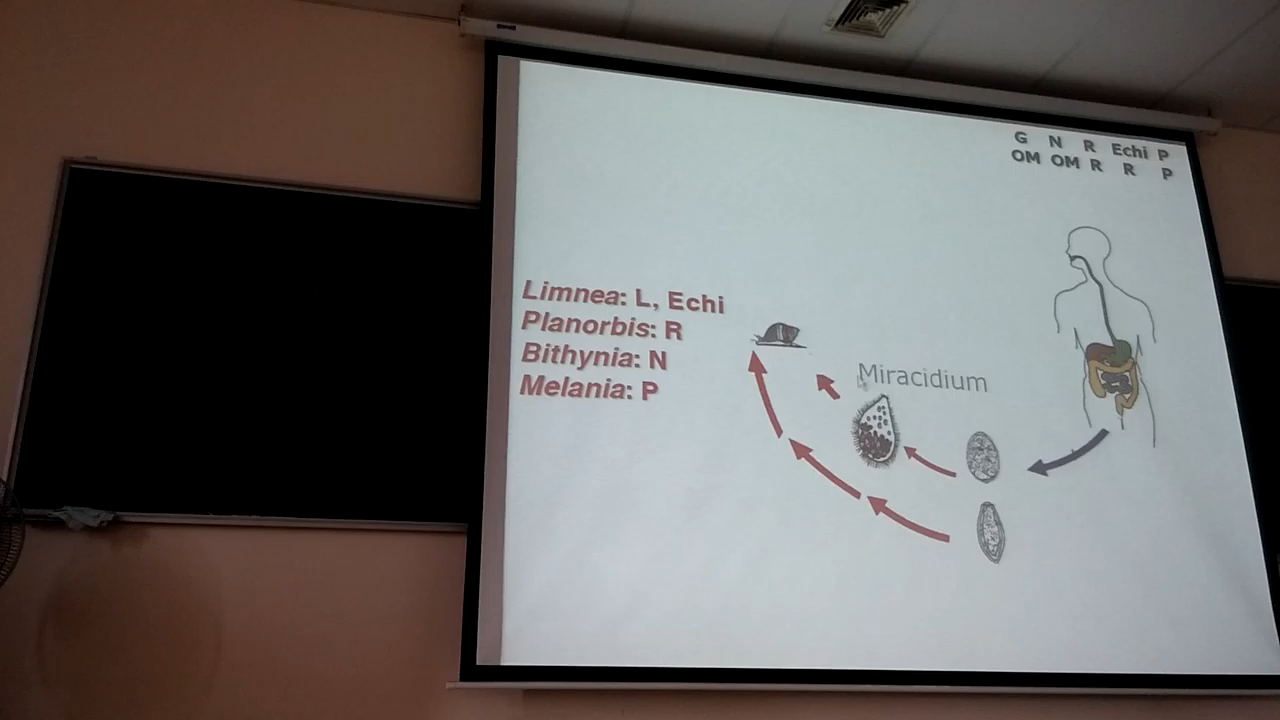 G N R Echi P
OM OM R R P
Limnea: L, Echi
Planorbis: R
Bithynia: N
Melania: P
Miracidium